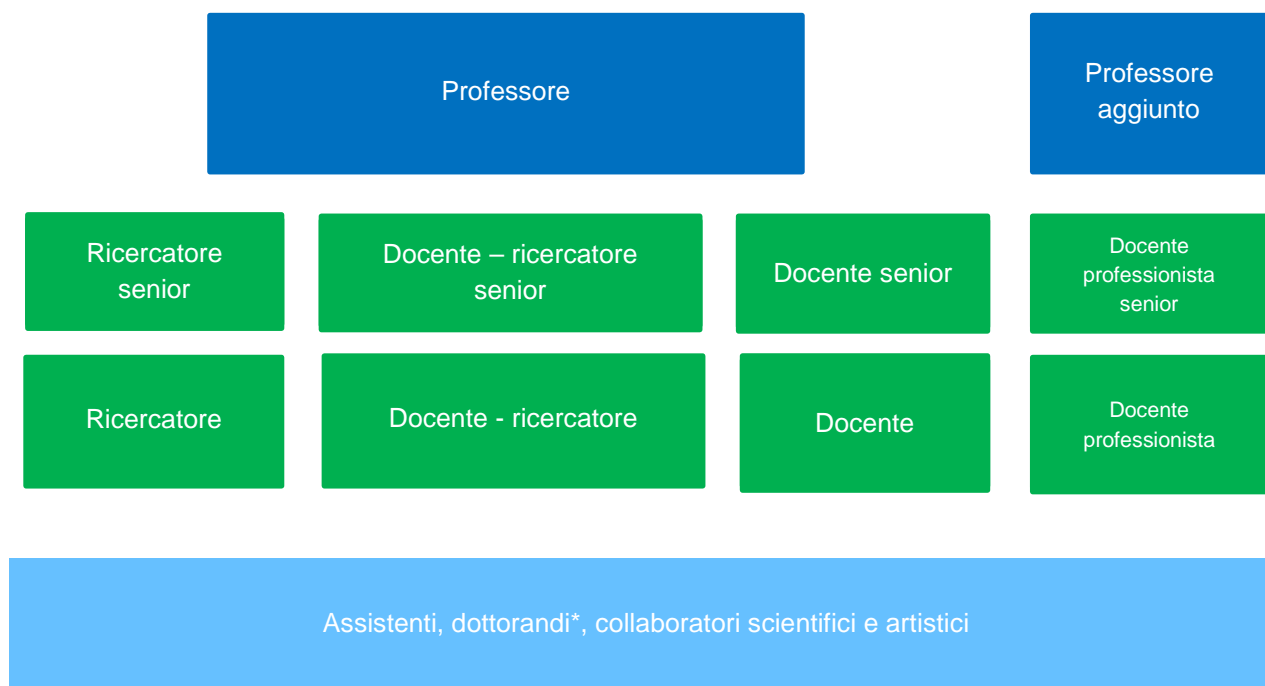 Professore
Professore
aggiunto
Ricercatore
senior
Docente – ricercatore
senior
Docente senior
Docente
professionista
senior
Ricercatore
Docente - ricercatore
Docente
Docente
professionista
Assistenti, dottorandi*, collaboratori scientifici e artistici